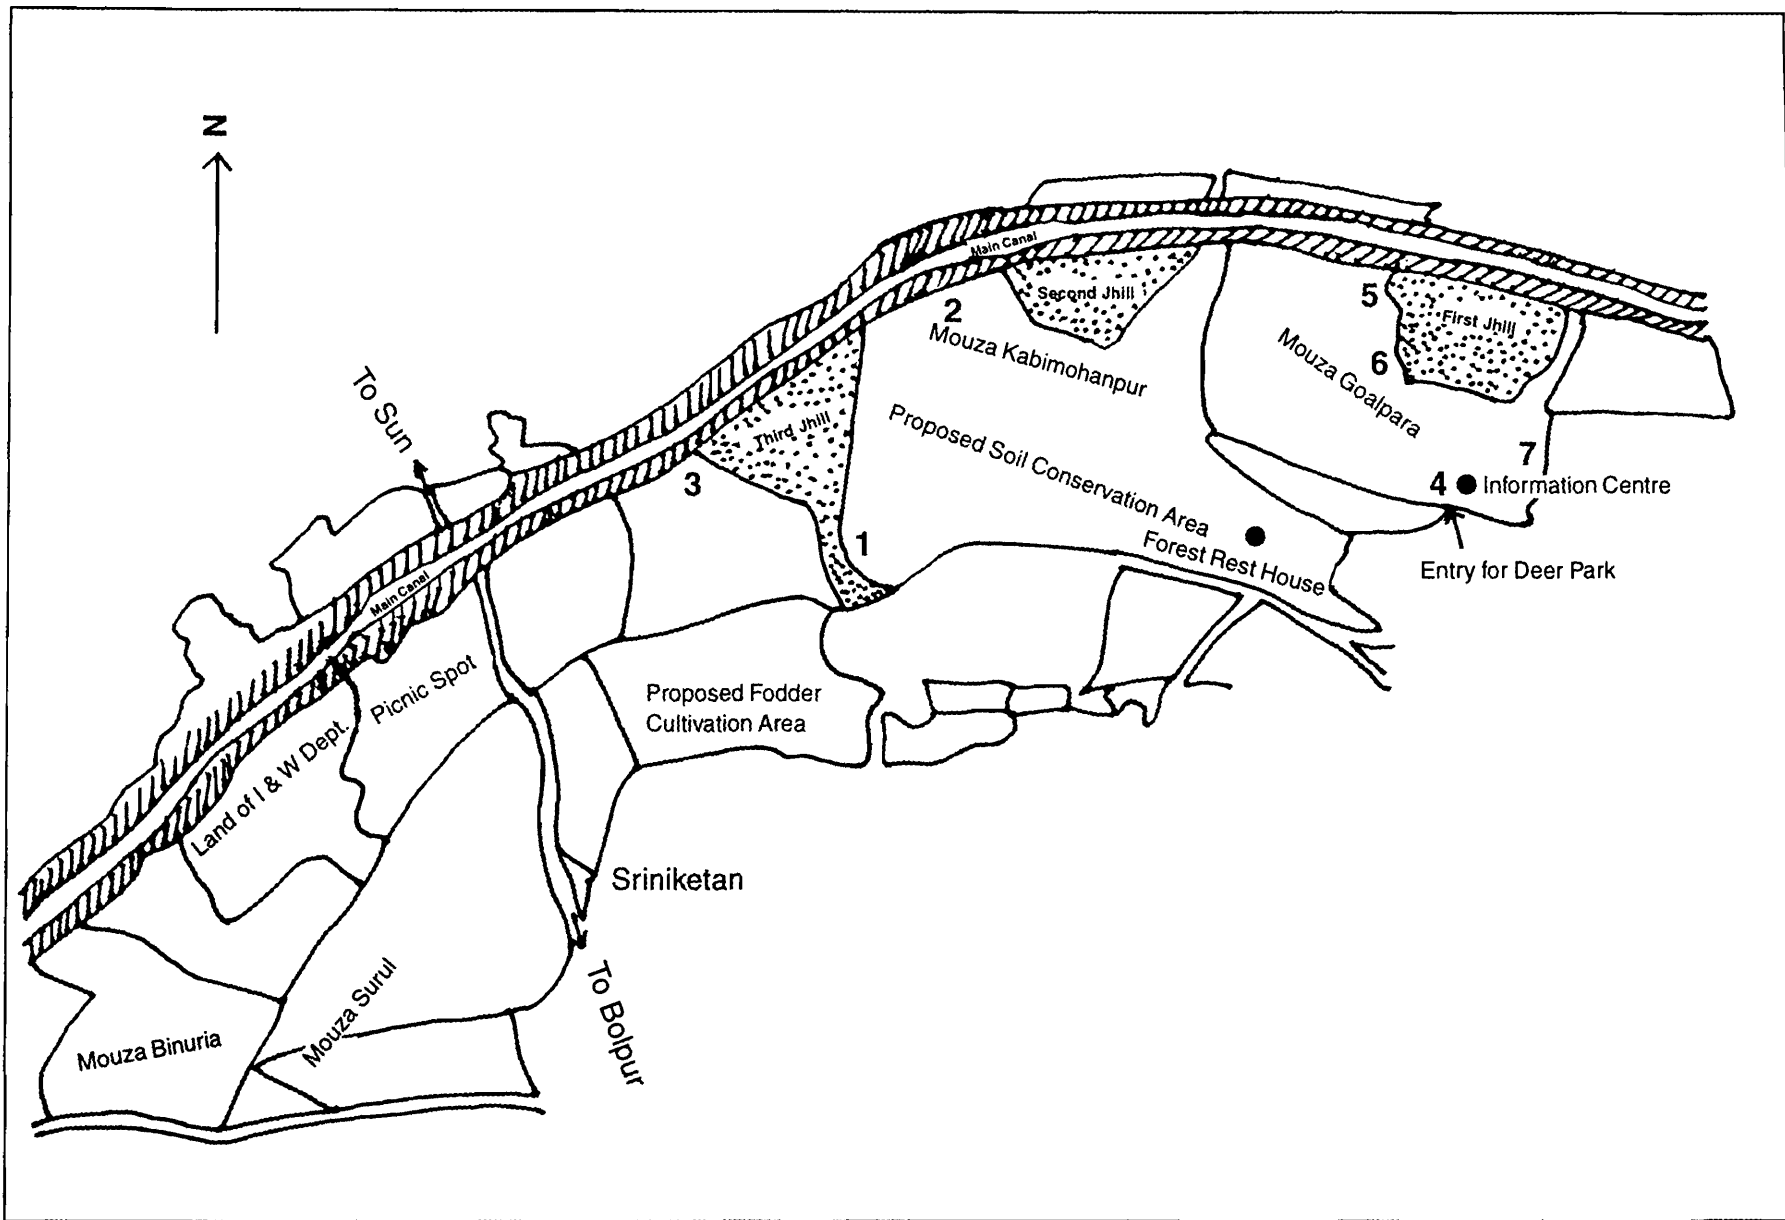 N
Main Canal
Second Jhill
5
First Jhill
2
Mouza Kabimohanpur
Mouza Goalpara
6
To Sun
Third Jhill
Proposed Soil Conservation Area
7
3
4
Information Centre
1
Forest Rest House
Entry for Deer Park
Main Canal
Picnic Spot
Proposed Fodder
Cultivation Area
Land of I & W Dept.
Sriniketan
Mouza Surul
To Bolpur
Mouza Binuria